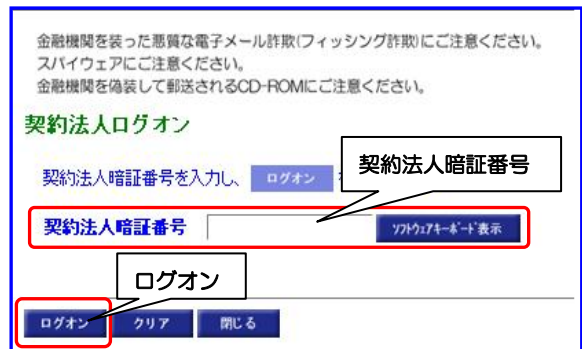 金融機関を装った悪質な電子メール詐欺(フィッシング詐欺)にご注意ください。
スパイウェアにご注意ください。
金融機関を偽装して郵送されるCD-ROMにご注意ください。
契約法人ログオン
契約法人暗証番号
契約法人暗証番号を入力し、 ログオン
契約法人暗証番号 ソフトウェアキーボード表示
ログオン
ログオン クリア 閉じる